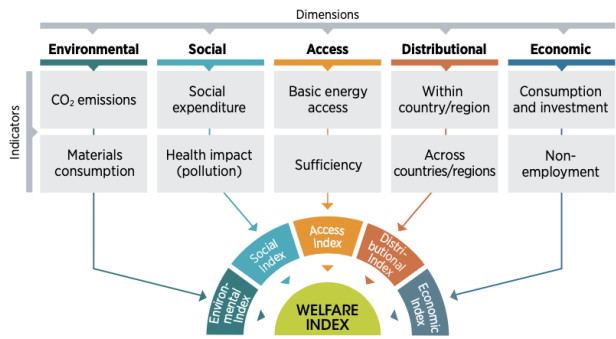 Dimensions
Environmental
Social
Access
Distributional
Economic
Indicators
CO₂ emissions
Social
expenditure
Basic energy
access
Within
country/region
Consumption
and investment
Materials
consumption
Health impact
(pollution)
Sufficiency
Across
countries/regions
Non-
employment
Environ-
mental Index
Social
Index
Access
Index
Distri-
butional Index
Economic
Index
WELFARE
INDEX